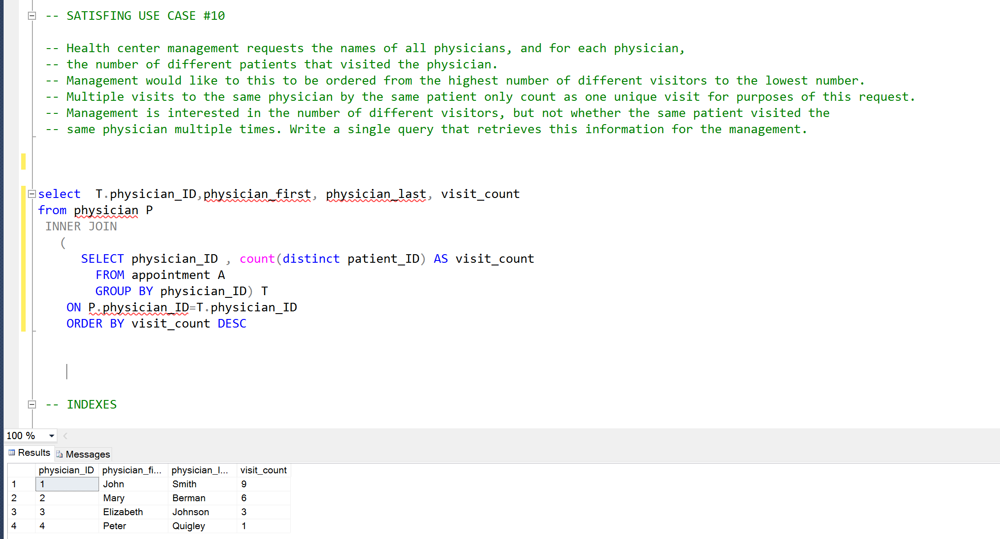 -- SATISFING USE CASE #10
-- Health center management requests the names of all physicians, and for each physician,
-- the number of different patients that visited the physician.
-- Management would like to this to be ordered from the highest number of different visitors to the lowest number.
-- Multiple visits to the same physician by the same patient only count as one unique visit for purposes of this request.
-- Management is interested in the number of different visitors, but not whether the same patient visited the
-- same physician multiple times. Write a single query that retrieves this information for the management.
select  T.physician_ID,physician_first, physician_last, visit_count
from physician P
INNER JOIN
(
SELECT physician_ID , count(distinct patient_ID) AS visit_count
FROM appointment A
GROUP BY physician_ID) T
ON P.physician_ID=T.physician_ID
ORDER BY visit_count DESC
-- INDEXES
100 %
Results Messages
physician_ID physician_fi... physician_l... visit_count
1 1 John Smith 9
2 2 Mary Berman 6
3 3 Elizabeth Johnson 3
4 4 Peter Quigley 1